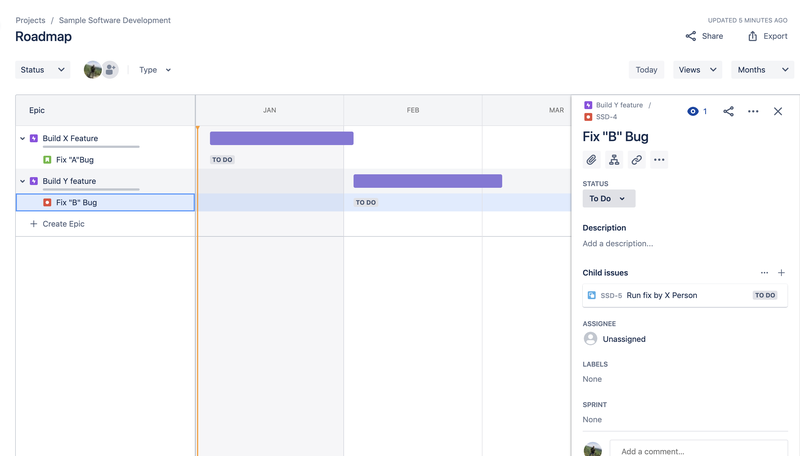 Projects / Sample Software Development
UPDATED 5 MINUTES AGO
Roadmap
Share
Export
Status
Type
Today
Views
Months
Epic
JAN
FEB
MAR
Build X Feature
Fix "A"Bug
TO DO
Build Y feature
Fix "B" Bug
TO DO
Create Epic
Build Y feature /
SSD-4
1
Fix "B" Bug
STATUS
To Do
Description
Add a description...
Child issues
SSD-5 Run fix by X Person TO DO
ASSIGNEE
Unassigned
LABELS
None
SPRINT
None
Add a comment...